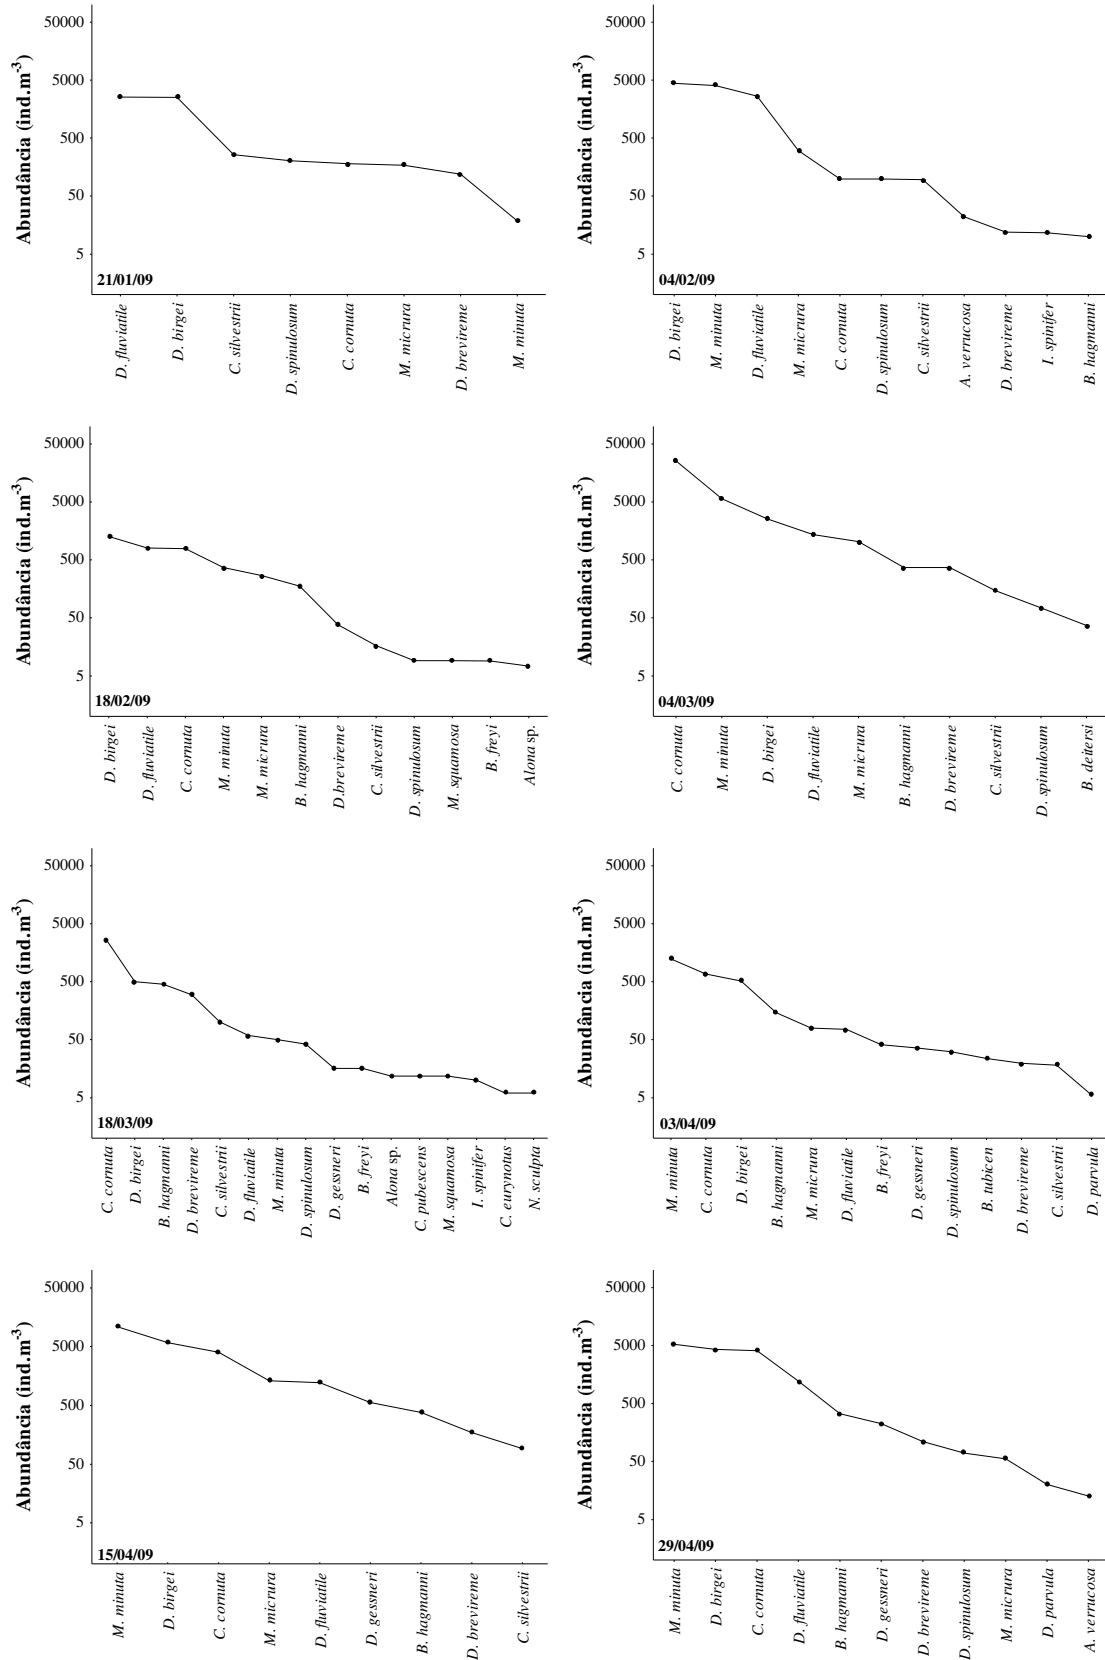 50000
5000
500
50
5
Abundância (ind.m-3)
21/01/09
D. fluviatile
D. birgei
C. silvestrii
D. spinulosum
C. cornuta
M. micrura
D. brevireme
M. minuta
50000
5000
500
50
5
Abundância (ind.m-3)
04/02/09
D. birgei
M. minuta
D. fluviatile
M. micrura
C. cornuta
D. spinulosum
C. silvestrii
A. verrucosa
D. brevireme
I. spinifer
B. hagmanni
50000
5000
500
50
5
Abundância (ind.m-3)
18/02/09
D. birgei
D. fluviatile
C. cornuta
M. minuta
M. micrura
B. hagmanni
D.brevireme
C. silvestrii
D. spinulosum
M. squamosa
B. freyi
Alona sp.
50000
5000
500
50
5
Abundância (ind.m-3)
04/03/09
C. cornuta
M. minuta
D. birgei
D. fluviatile
M. micrura
B. hagmanni
D. brevireme
C. silvestrii
D. spinulosum
B. deitersi
50000
5000
500
50
5
Abundância (ind.m-3)
18/03/09
C. cornuta
D. birgei
B. hagmanni
D. brevireme
C. silvestrii
D. fluviatile
M. minuta
D. spinulosum
D. gessneri
B. freyi
Alona sp.
C. pubescens
M. squamosa
I. spinifer
C. eurynotus
N. sculpta
50000
5000
500
50
5
Abundância (ind.m-3)
03/04/09
M. minuta
C. cornuta
D. birgei
B. hagmanni
M. micrura
D. fluviatile
B. freyi
D. gessneri
D. spinulosum
B. tubicen
D. brevireme
C. silvestrii
D. parvula
50000
5000
500
50
5
Abundância (ind.m-3)
15/04/09
M. minuta
D. birgei
C. cornuta
M. micrura
D. fluviatile
D. gessneri
B. hagmanni
D. brevireme
C. silvestrii
50000
5000
500
50
5
Abundância (ind.m-3)
29/04/09
M. minuta
D. birgei
C. cornuta
D. fluviatile
B. hagmanni
D. gessneri
D. brevireme
D. spinulosum
M. micrura
D. parvula
A. verrucosa